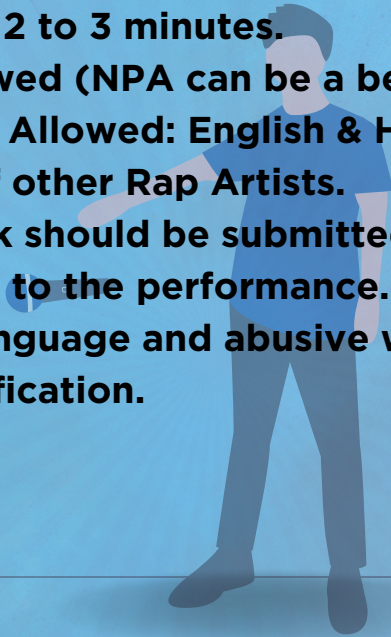 2 to 3 minutes.
wed (NPA can be a be
Allowed: English & H
other Rap Artists.
k should be submitte
to the performance.
nguage and abusive w
fication.